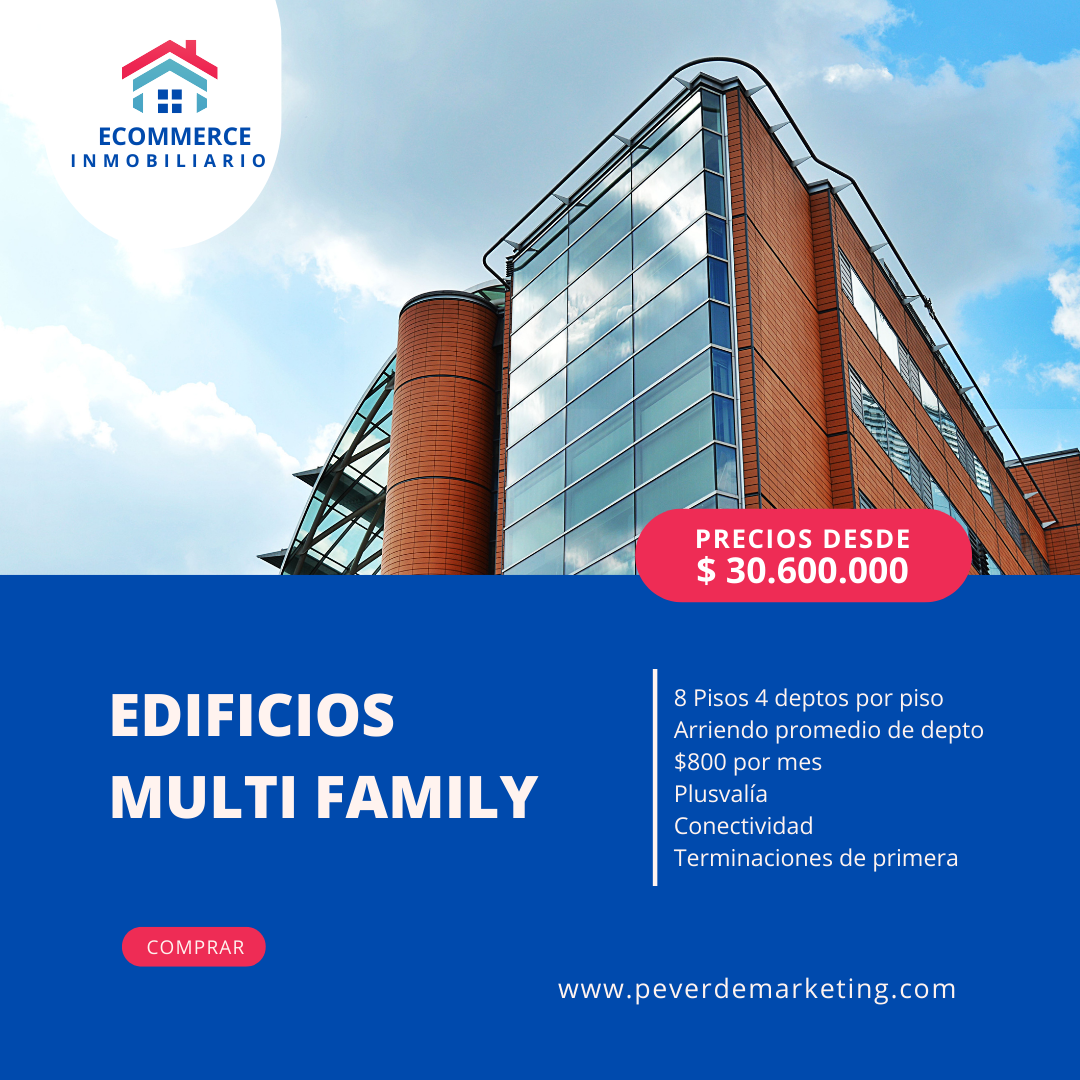 ECOMMERCE
INMOBILIARIO
PRECIOS DESDE
$ 30.600.000
EDIFICIOS
MULTI FAMILY
8 Pisos 4 deptos por piso
Arriendo promedio de depto
$800 por mes
Plusvalía
Conectividad
Terminaciones de primera
COMPRAR
www.peverdemarketing.com